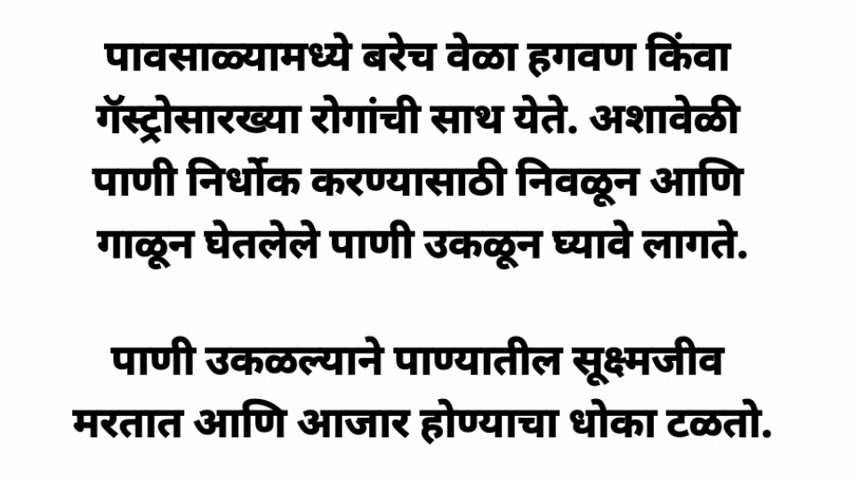 पावसाळ्यामध्ये बरेच वेळा हगवण किंवा
गॅस्ट्रोसारख्या रोगांची साथ येते. अशावेळी
पाणी निर्धोक करण्यासाठी निवळून आणि
गाळून घेतलेले पाणी उकळून घ्यावे लागते.
पाणी उकळल्याने पाण्यातील सूक्ष्मजीव
मरतात आणि आजार होण्याचा धोका टळतो.